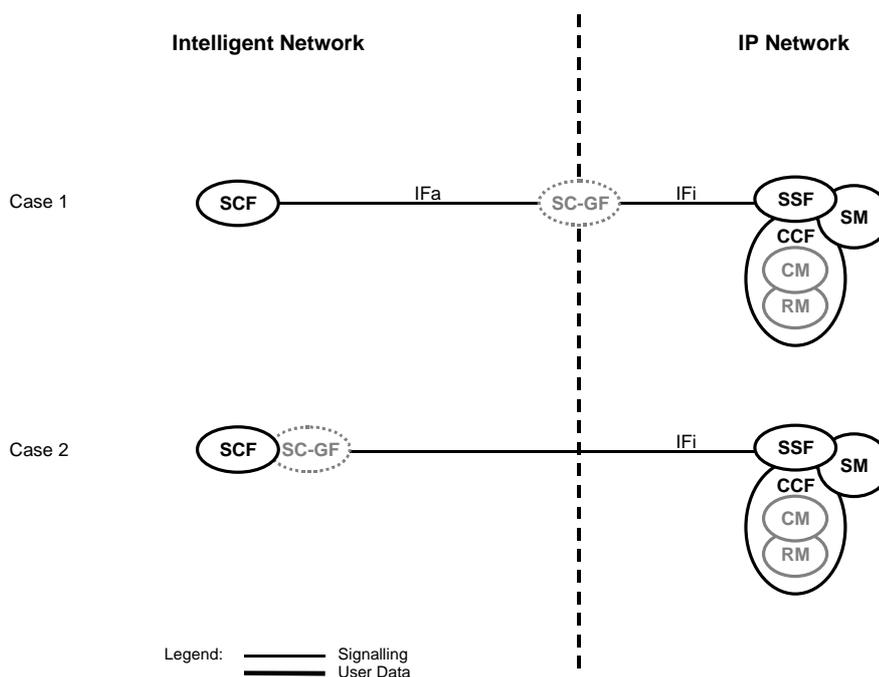 Intelligent Network
IP Network
Case 1
SCF
IFa
SC-GF
IFi
SSF
SM
CCF
CM
RM
Case 2
SCF
SC-GF
IFi
SSF
SM
CCF
CM
RM
Legend:
Signalling
User Data